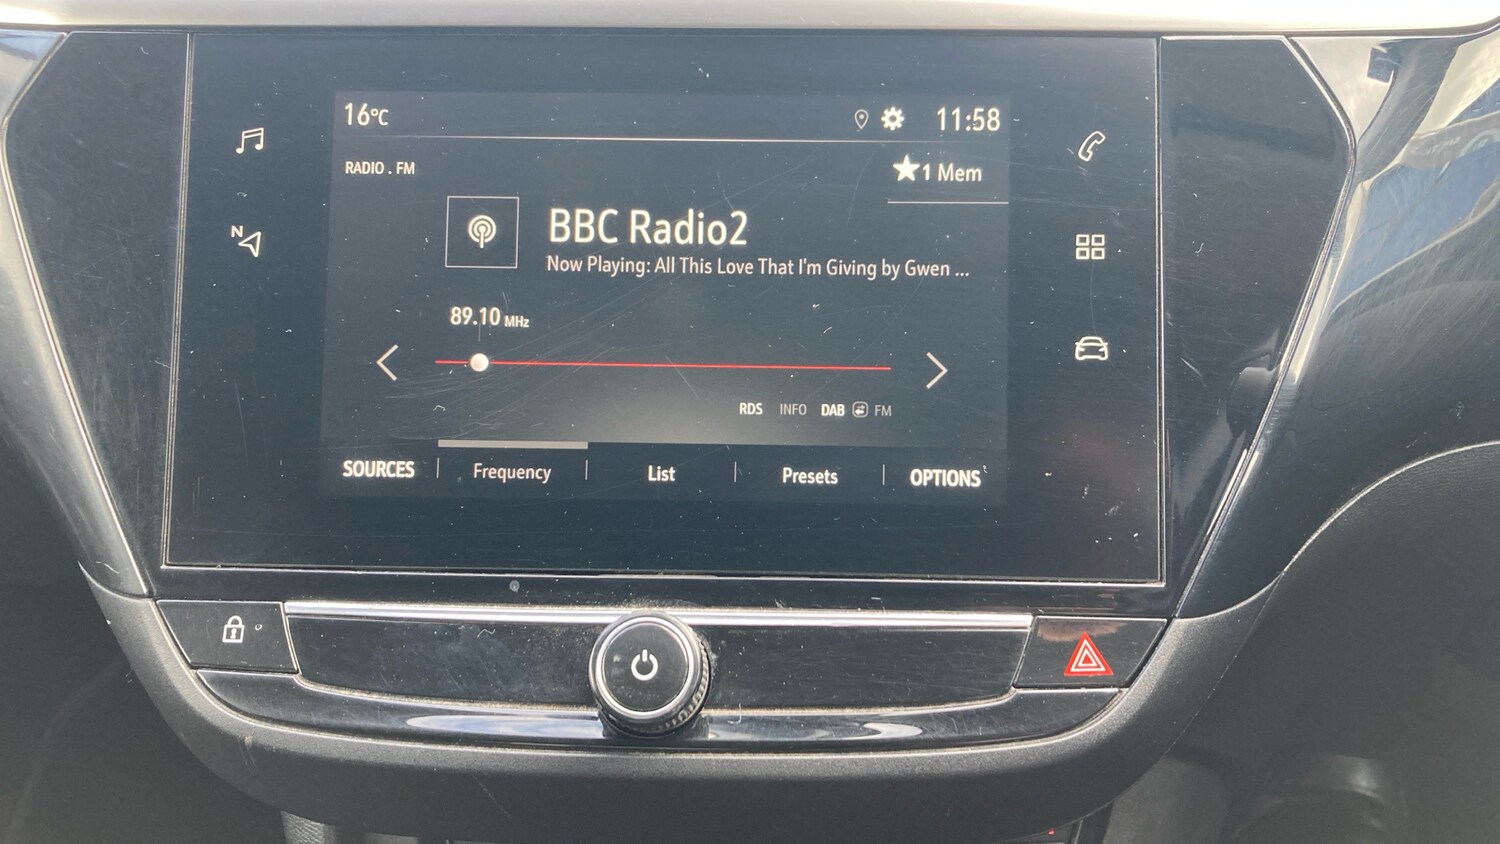 16°C 11:58
RADIO . FM
★1 Mem
N
BBC Radio2
Now Playing: All This Love That I'm Giving by Gwen ...
89.10 MHz
RDS INFO DAB FM
SOURCES Frequency List Presets OPTIONS